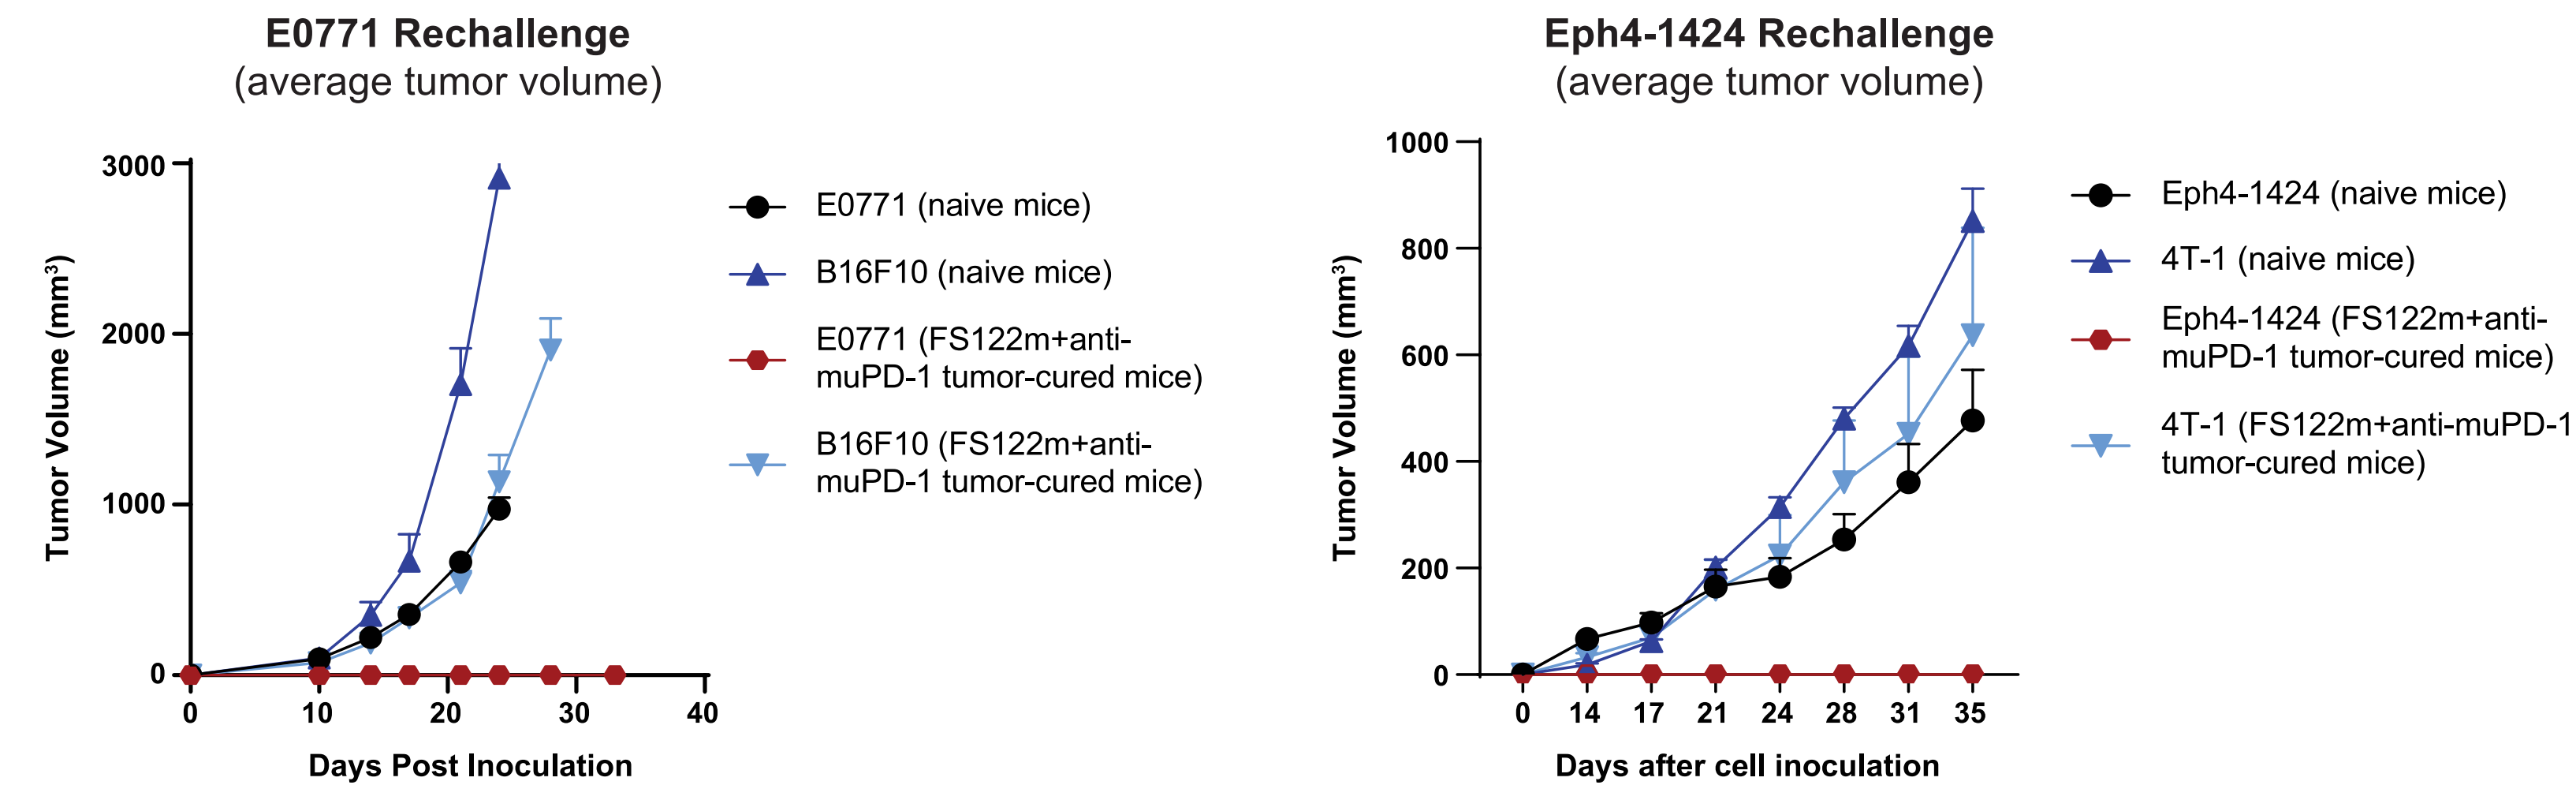 E0771 Rechallenge
(average tumor volume)
3000
2000
1000
0
Tumor Volume (mm³)
0 10 20 30 40
Days Post Inoculation
E0771 (naive mice)
B16F10 (naive mice)
E0771 (FS122m+anti-
muPD-1 tumor-cured mice)
B16F10 (FS122m+anti-
muPD-1 tumor-cured mice)
Eph4-1424 Rechallenge
(average tumor volume)
1000
800
600
400
200
0
Tumor Volume (mm³)
0 14 17 21 24 28 31 35
Days after cell inoculation
Eph4-1424 (naive mice)
4T-1 (naive mice)
Eph4-1424 (FS122m+anti-
muPD-1 tumor-cured mice)
4T-1 (FS122m+anti-muPD-1
tumor-cured mice)